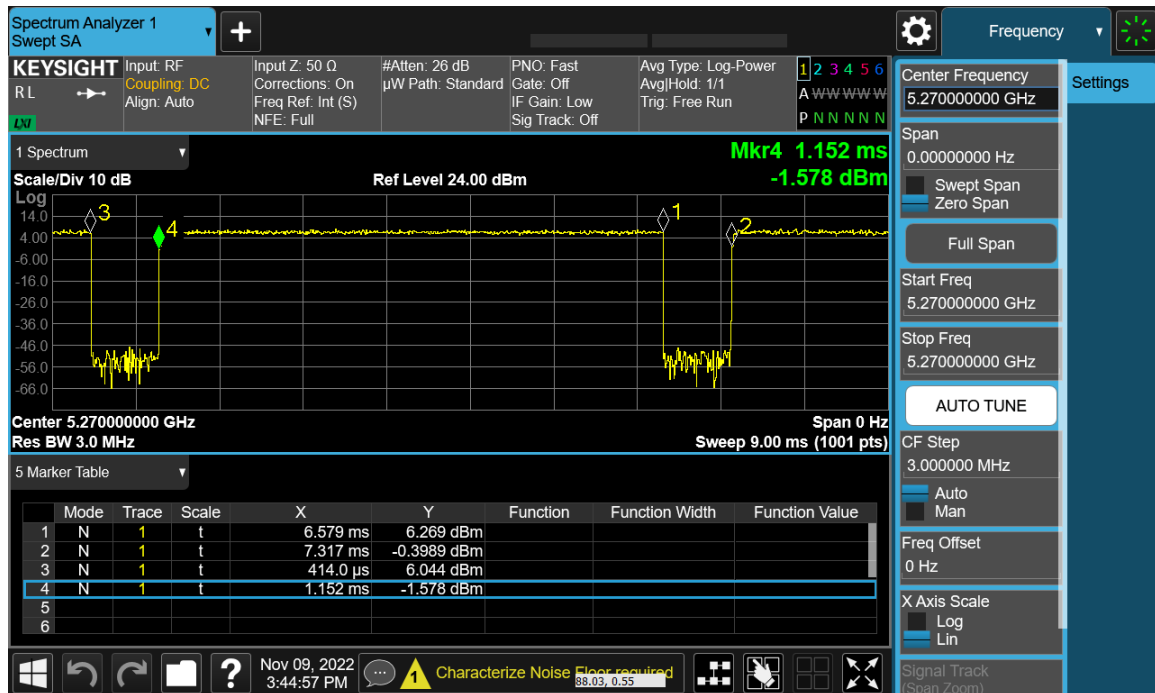 Spectrum Analyzer 1
Swept SA
+
Frequency
KEYSIGHT
RL
LXI
Input: RF
Coupling: DC
Align: Auto
Input Z: 50 Ω
Corrections: On
Freq Ref: Int (S)
NFE: Full
#Atten: 26 dB
µW Path: Standard
PNO: Fast
Gate: Off
IF Gain: Low
Sig Track: Off
Avg Type: Log-Power
Avg|Hold: 1/1
Trig: Free Run
1 2 3 4 5 6
A W W W W W
P N N N N N
1 Spectrum
Scale/Div 10 dB
Log
Ref Level 24.00 dBm
Mkr4 1.152 ms
-1.578 dBm
14.0
4.00
-6.00
-16.0
-26.0
-36.0
-46.0
-56.0
-66.0
3
4
1
2
Center 5.270000000 GHz
Res BW 3.0 MHz
Span 0 Hz
Sweep 9.00 ms (1001 pts)
5 Marker Table
Mode Trace Scale X Y Function Function Width Function Value
1 N 1 t 6.579 ms 6.269 dBm
2 N 1 t 7.317 ms -0.3989 dBm
3 N 1 t 414.0 µs 6.044 dBm
4 N 1 t 1.152 ms -1.578 dBm
5
6
?
Nov 09, 2022
3:44:57 PM
1
Characterize Noise Floor required
88.03, 0.55
Center Frequency
5.270000000 GHz
Settings
Span
0.00000000 Hz
Swept Span
Zero Span
Full Span
Start Freq
5.270000000 GHz
Stop Freq
5.270000000 GHz
AUTO TUNE
CF Step
3.000000 MHz
Auto
Man
Freq Offset
0 Hz
X Axis Scale
Log
Lin
Signal Track
(Span Zoom)